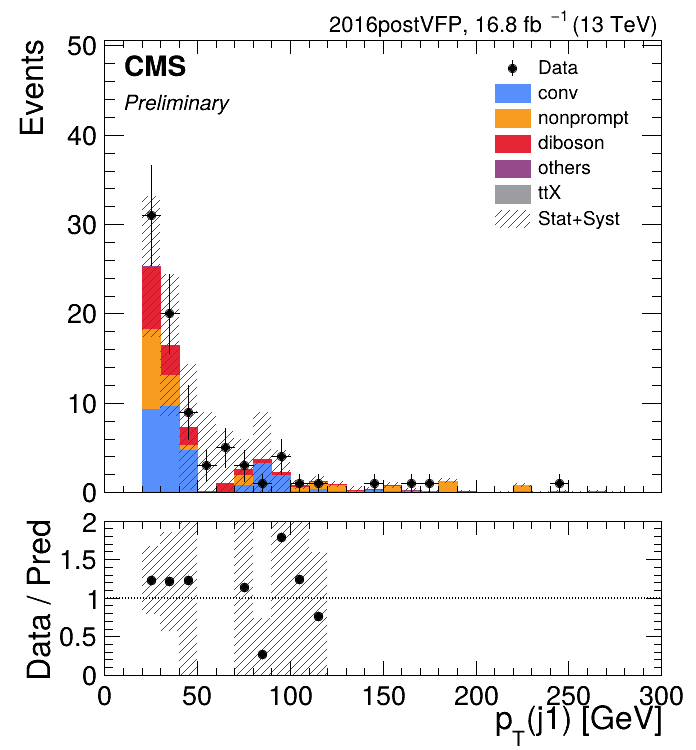 2016postVFP, 16.8 fb⁻¹ (13 TeV)
CMS
Preliminary
Events
Data
conv
nonprompt
diboson
others
ttX
Stat+Syst
50
40
30
20
10
0
Data / Pred
2
1.5
1
0.5
0
0 50 100 150 200 250 300
p_T(j1) [GeV]